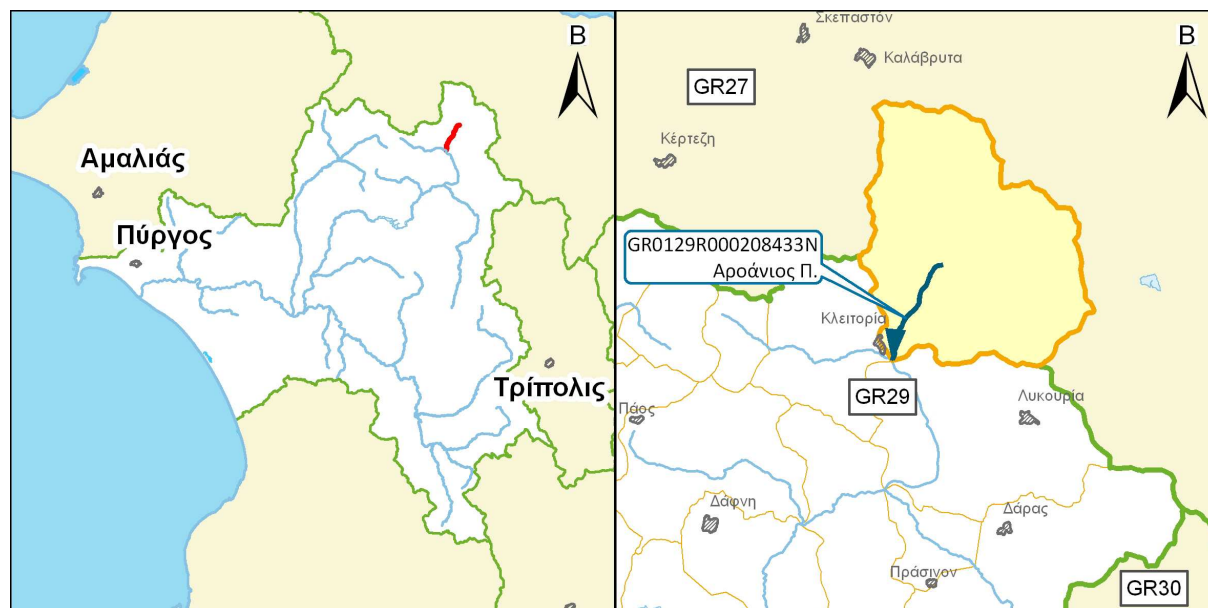 Β
Αμαλιάς
Πύργος
Τρίπολις
Σκεπαστόν
Καλάβρυτα
Β
GR27
Κέρτεζη
GR0129R000208433N
Αροάνιος Π.
Κλειτορία
GR29
Λυκουρία
Πάος
Δάφνη
Δάρας
Πράσινον
GR30